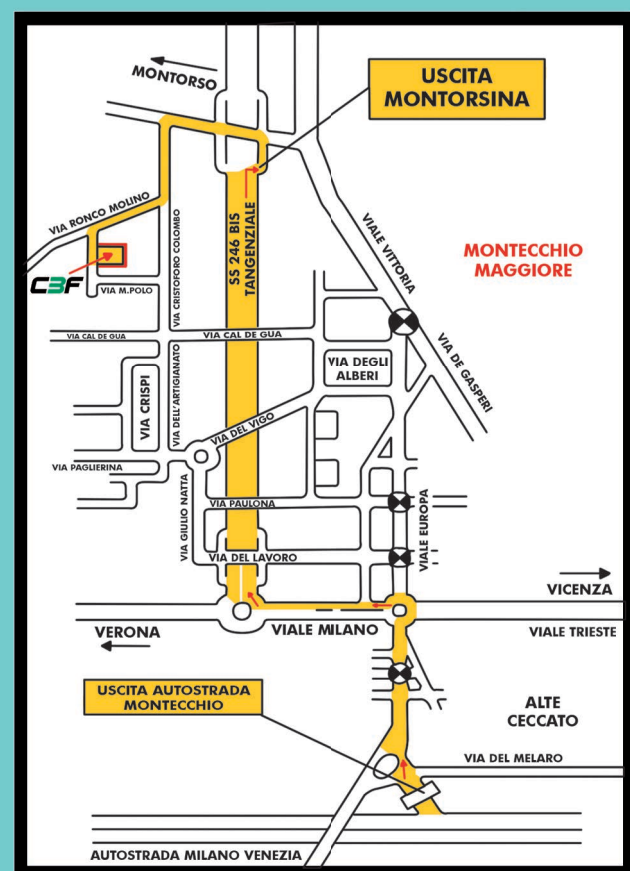 MONTORSO
USCITA
MONTORSINA
VIA RONCO MOLINO
VIA CRISTOFORO COLOMBO
SS 246 BIS
TANGENZIALE
VIALE VITTORIA
MONTECCHIO
MAGGIORE
C3F
VIA M.POLO
VIA CAL DE GUA
VIA CAL DE GUA
VIA DEGLI
ALBERI
VIA DE GASPERI
VIA CRISPI
VIA DELL'ARTIGIANATO
VIA DEL VIGO
VIA PAGLIERINA
VIA GIULIO NATTA
VIA PAULONA
VIALE EUROPA
VIA DEL LAVORO
VICENZA
VERONA
VIALE MILANO
VIALE TRIESTE
USCITA AUTOSTRADA
MONTECCHIO
ALTE
CECCATO
VIA DEL MELARO
AUTOSTRADA MILANO VENEZIA